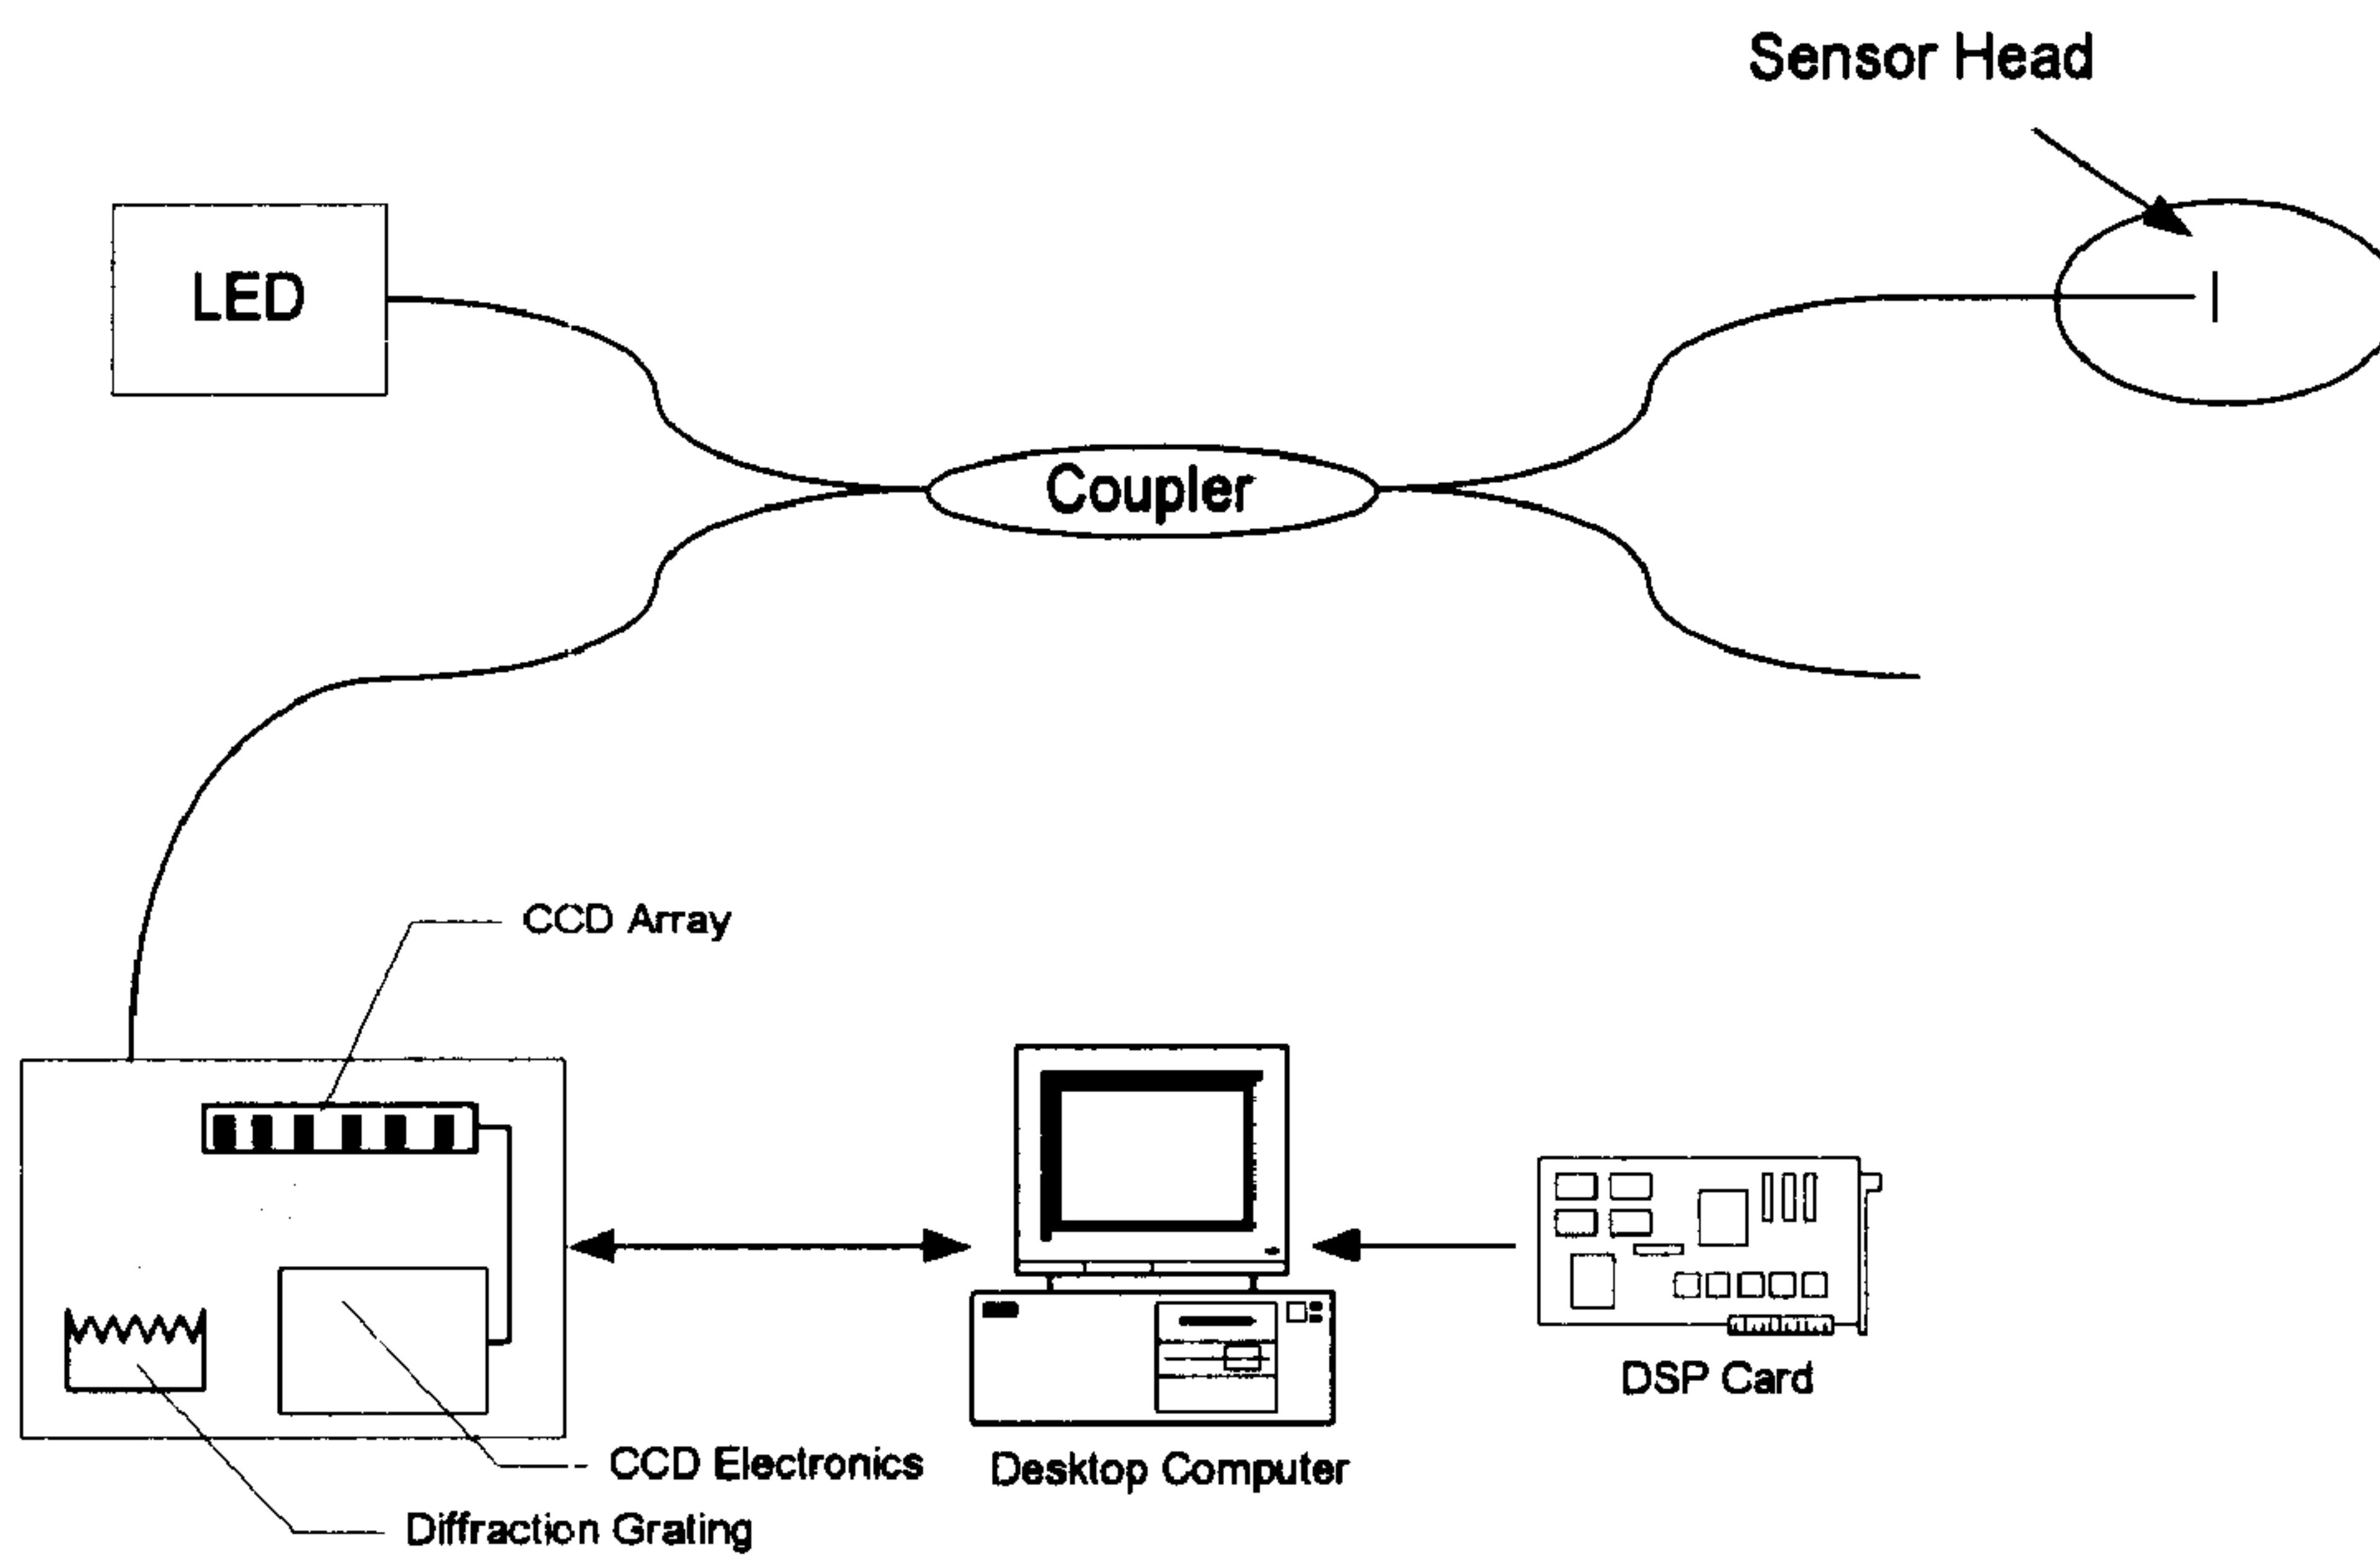 Sensor Head
LED
Coupler
CCD Array
DSP Card
CCD Electronics
Desktop Computer
Diffraction Grating